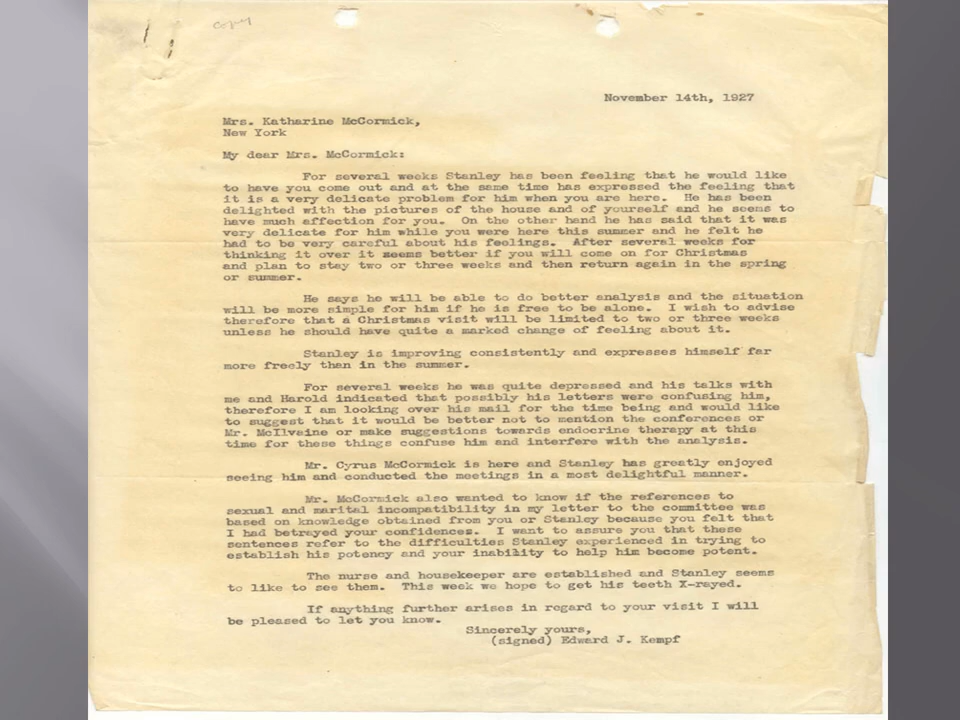 copy
November 14th, 1927
Mrs. Katharine McCormick,
New York
My dear Mrs. McCormick:
For several weeks Stanley has been feeling that he would like
to have you come out and at the same time has expressed the feeling that
it is a very delicate problem for him when you are here. He has been
delighted with the pictures of the house and of yourself and he seems to
have much affection for you. On the other hand he has said that it was
very delicate for him while you were here this summer and he felt he
had to be very careful about his feelings. After several weeks for
thinking it over it seems better if you will come on for Christmas
and plan to stay two or three weeks and then return again in the spring
or summer.
He says he will be able to do better analysis and the situation
will be more simple for him if he is free to be alone. I wish to advise
therefore that a Christmas visit will be limited to two or three weeks
unless he should have quite a marked change of feeling about it.
Stanley is improving consistently and expresses himself far
more freely than in the summer.
For several weeks he was quite depressed and his talks with
me and Harold indicated that possibly his letters were confusing him,
therefore I am looking over his mail for the time being and would like
to suggest that it would be better not to mention the conferences or
Mr. McIlvaine or make suggestions towards endocrine therapy at this
time for these things confuse him and interfere with the analysis.
Mr. Cyrus McCormick is here and Stanley has greatly enjoyed
seeing him and conducted the meetings in a most delightful manner.
Mr. McCormick also wanted to know if the references to
sexual and marital incompatibility in my letter to the committee was
based on knowledge obtained from you or Stanley because you felt that
I had betrayed your confidences. I want to assure you that these
sentences refer to the difficulties Stanley experienced in trying to
establish his potency and your inability to help him become potent.
The nurse and housekeeper are established and Stanley seems
to like to see them. This week we hope to get his teeth X-rayed.
If anything further arises in regard to your visit I will
be pleased to let you know.
Sincerely yours,
(signed) Edward J. Kempf